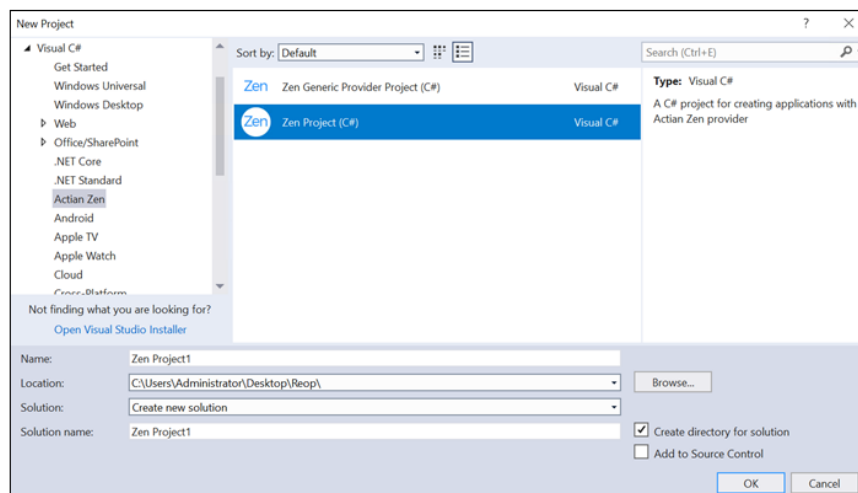 New Project
?
Visual C#
Get Started
Windows Universal
Windows Desktop
Web
Office/SharePoint
.NET Core
.NET Standard
Actian Zen
Android
Apple TV
Apple Watch
Cloud
Cross-Platform
Not finding what you are looking for?
Open Visual Studio Installer
Sort by: Default
Zen Zen Generic Provider Project (C#) Visual C#
Zen Zen Project (C#) Visual C#
Search (Ctrl+E)
Type: Visual C#
A C# project for creating applications with
Actian Zen provider
Name: Zen Project1
Location: C:\Users\Administrator\Desktop\Reop\
Browse...
Solution: Create new solution
Solution name: Zen Project1
Create directory for solution
Add to Source Control
OK Cancel